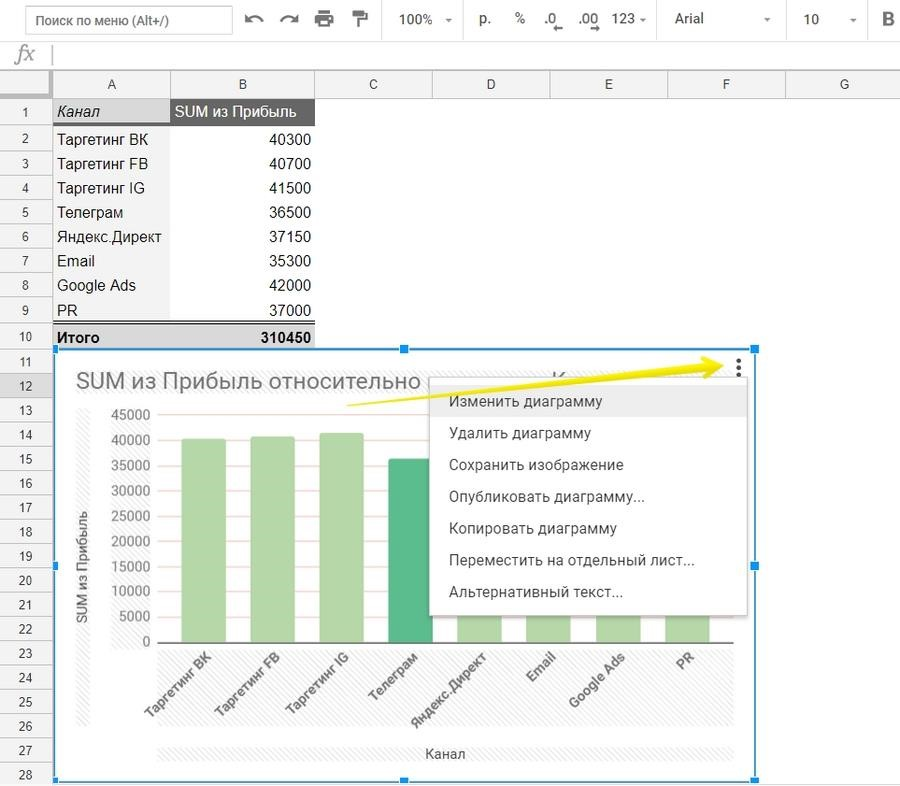 Поиск по меню (Alt+/) 100% р. % .0 .00 123 Arial 10 B
fx
A B C D E F G
1 Канал SUM из Прибыль
2 Таргетинг ВК 40300
3 Таргетинг FB 40700
4 Таргетинг IG 41500
5 Телеграм 36500
6 Яндекс.Директ 37150
7 Email 35300
8 Google Ads 42000
9 PR 37000
10 Итого 310450
11
12
13
14
15
16
17
18
19
20
21
22
23
24
25
26
27
28
SUM из Прибыль относительно
Изменить диаграмму
Удалить диаграмму
Сохранить изображение
Опубликовать диаграмму...
Копировать диаграмму
Переместить на отдельный лист...
Альтернативный текст...
SUM из Прибыль
45000
40000
35000
30000
25000
20000
15000
10000
5000
0
Таргетинг ВК
Таргетинг FB
Таргетинг IG
Телеграм
Яндекс.Директ
Email
Google Ads
PR
Канал